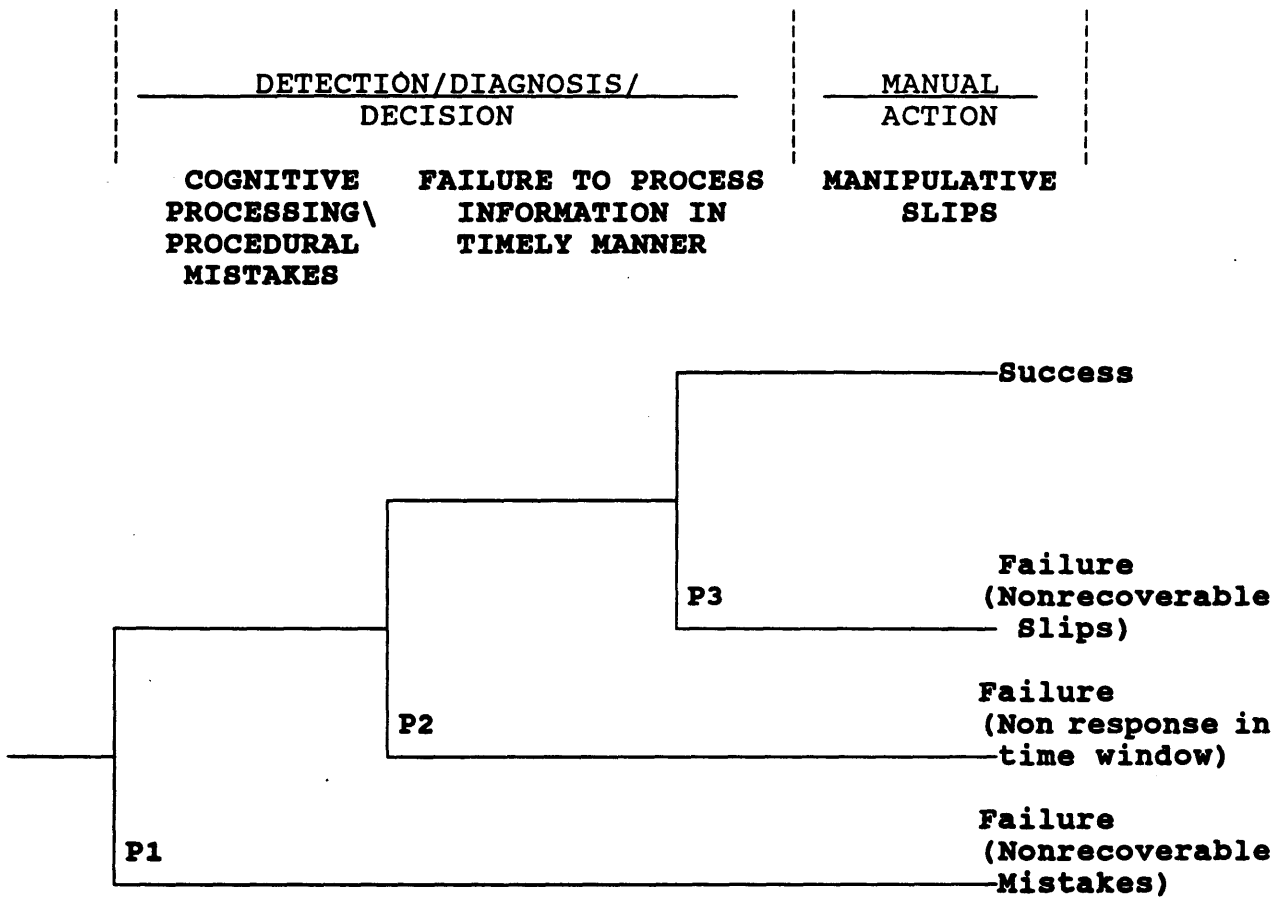 DETECTION/DIAGNOSIS/
DECISION
MANUAL
ACTION
COGNITIVE
PROCESSING\
PROCEDURAL
MISTAKES
FAILURE TO PROCESS
INFORMATION IN
TIMELY MANNER
MANIPULATIVE
SLIPS
Success
Failure
P3 (Nonrecoverable
Slips)
Failure
P2 (Non response in
time window)
Failure
P1 (Nonrecoverable
Mistakes)